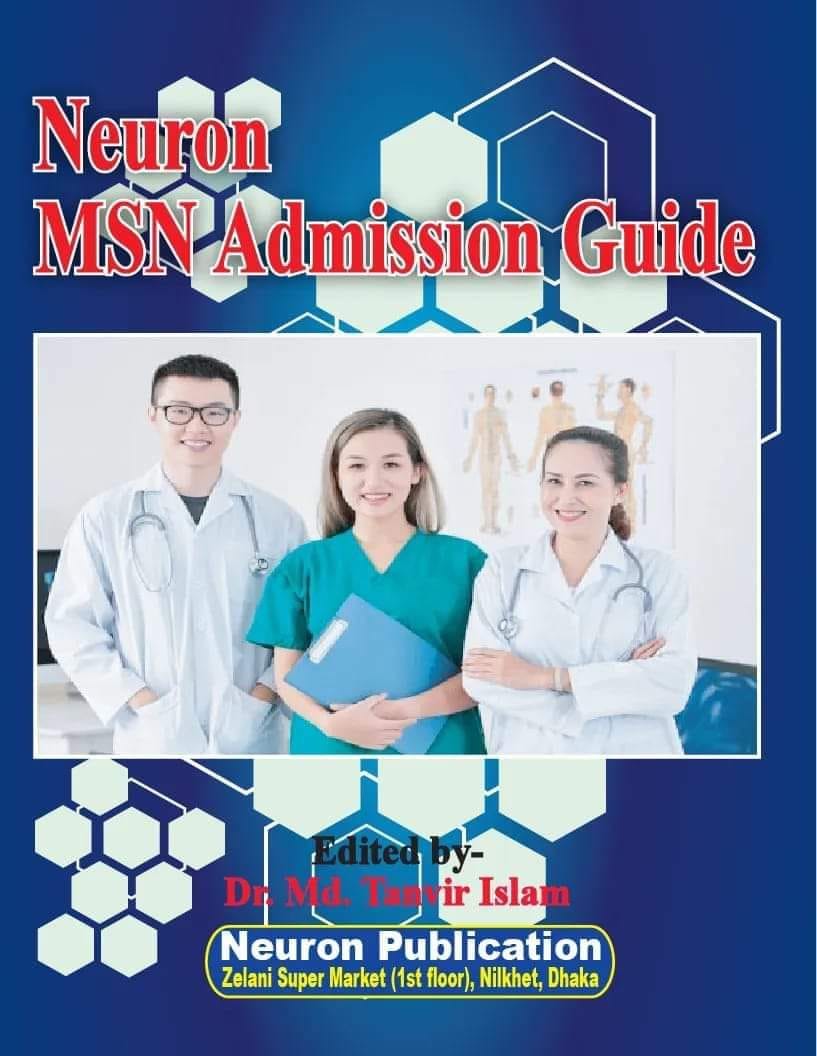 Neuron
MSN Admission Guide
Edited by-
Dr. Md. Tanvir Islam
Neuron Publication
Zelani Super Market (1st floor), Nilkhet, Dhaka